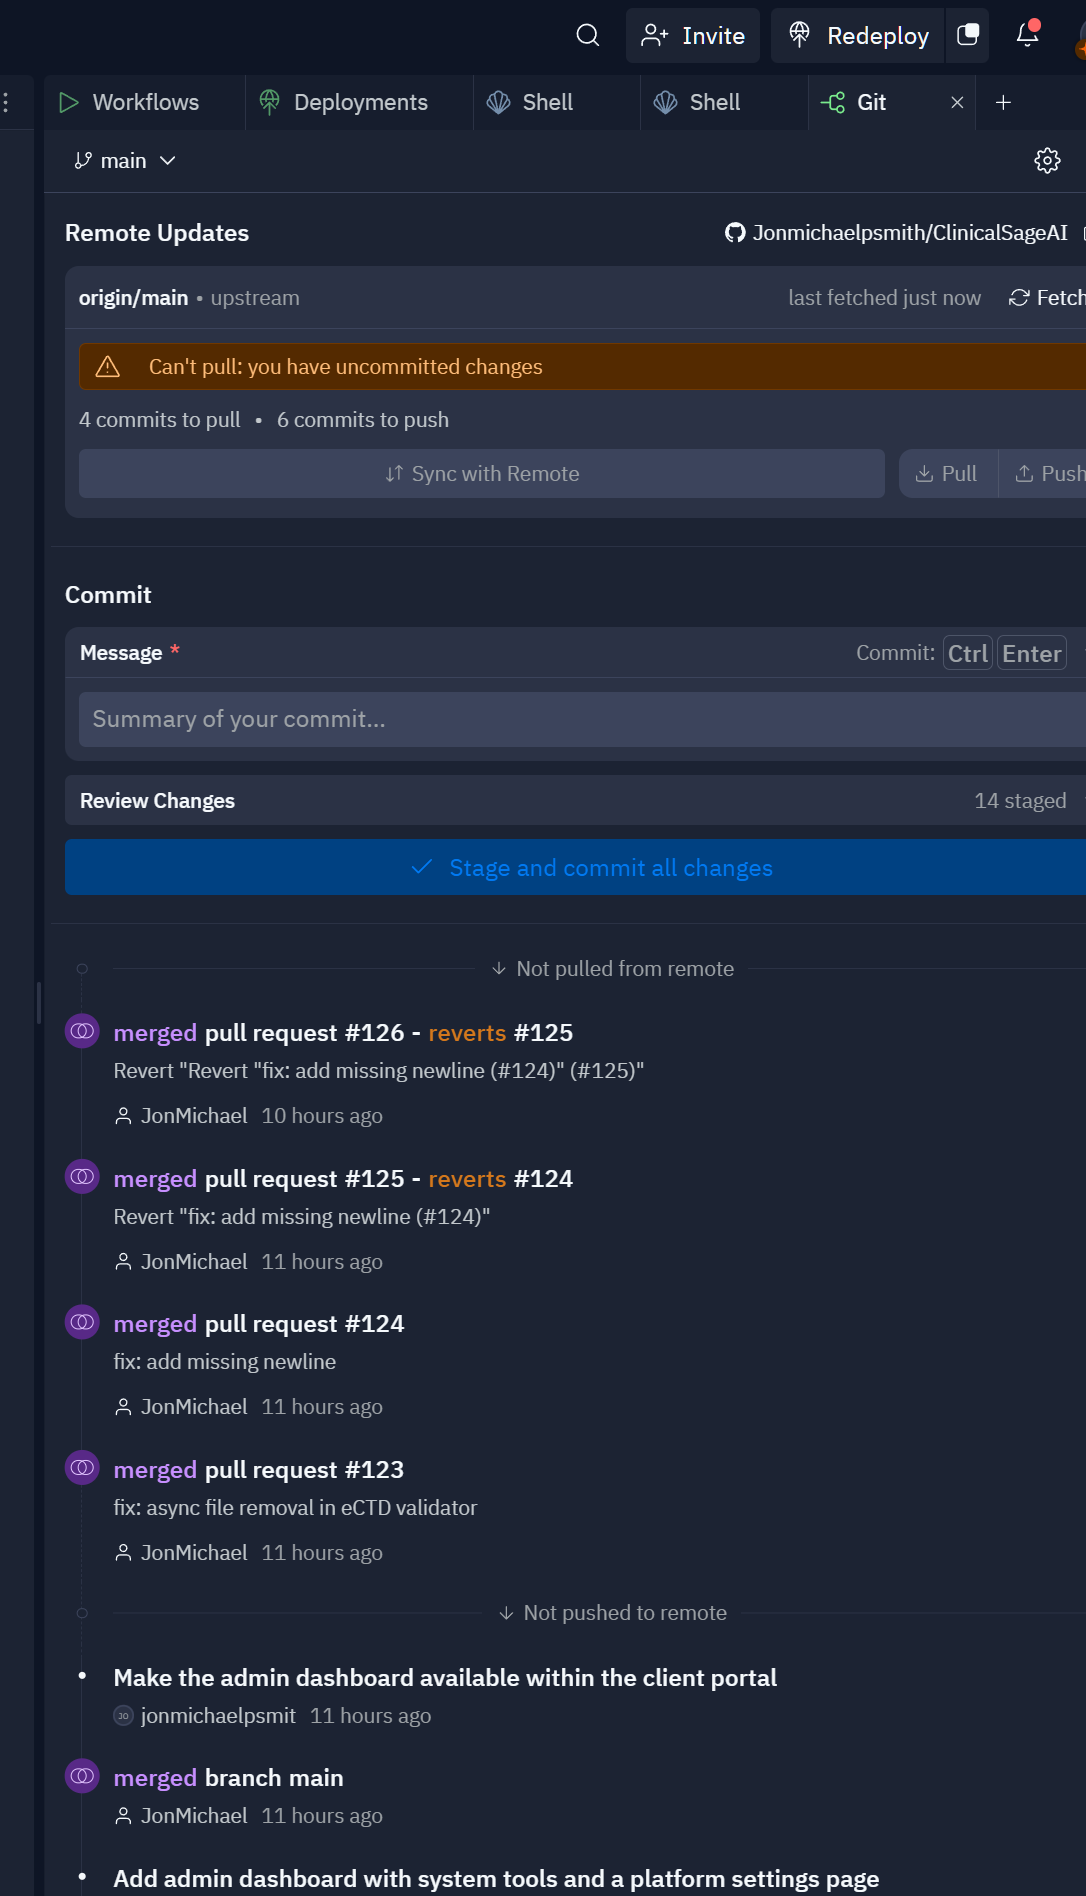 Invite
Redeploy
Workflows
Deployments
Shell
Shell
Git
main
Remote Updates
Jonmichaelpsmith/ClinicalSageAI
origin/main • upstream
last fetched just now
Fetch
Can't pull: you have uncommitted changes
4 commits to pull • 6 commits to push
Sync with Remote
Pull
Push
Commit
Message *
Commit: Ctrl Enter
Summary of your commit...
Review Changes
14 staged
Stage and commit all changes
Not pulled from remote
merged pull request #126 - reverts #125
Revert "Revert "fix: add missing newline (#124)" (#125)"
JonMichael 10 hours ago
merged pull request #125 - reverts #124
Revert "fix: add missing newline (#124)"
JonMichael 11 hours ago
merged pull request #124
fix: add missing newline
JonMichael 11 hours ago
merged pull request #123
fix: async file removal in eCTD validator
JonMichael 11 hours ago
Not pushed to remote
Make the admin dashboard available within the client portal
JO jonmichaelpsmit 11 hours ago
merged branch main
JonMichael 11 hours ago
Add admin dashboard with system tools and a platform settings page